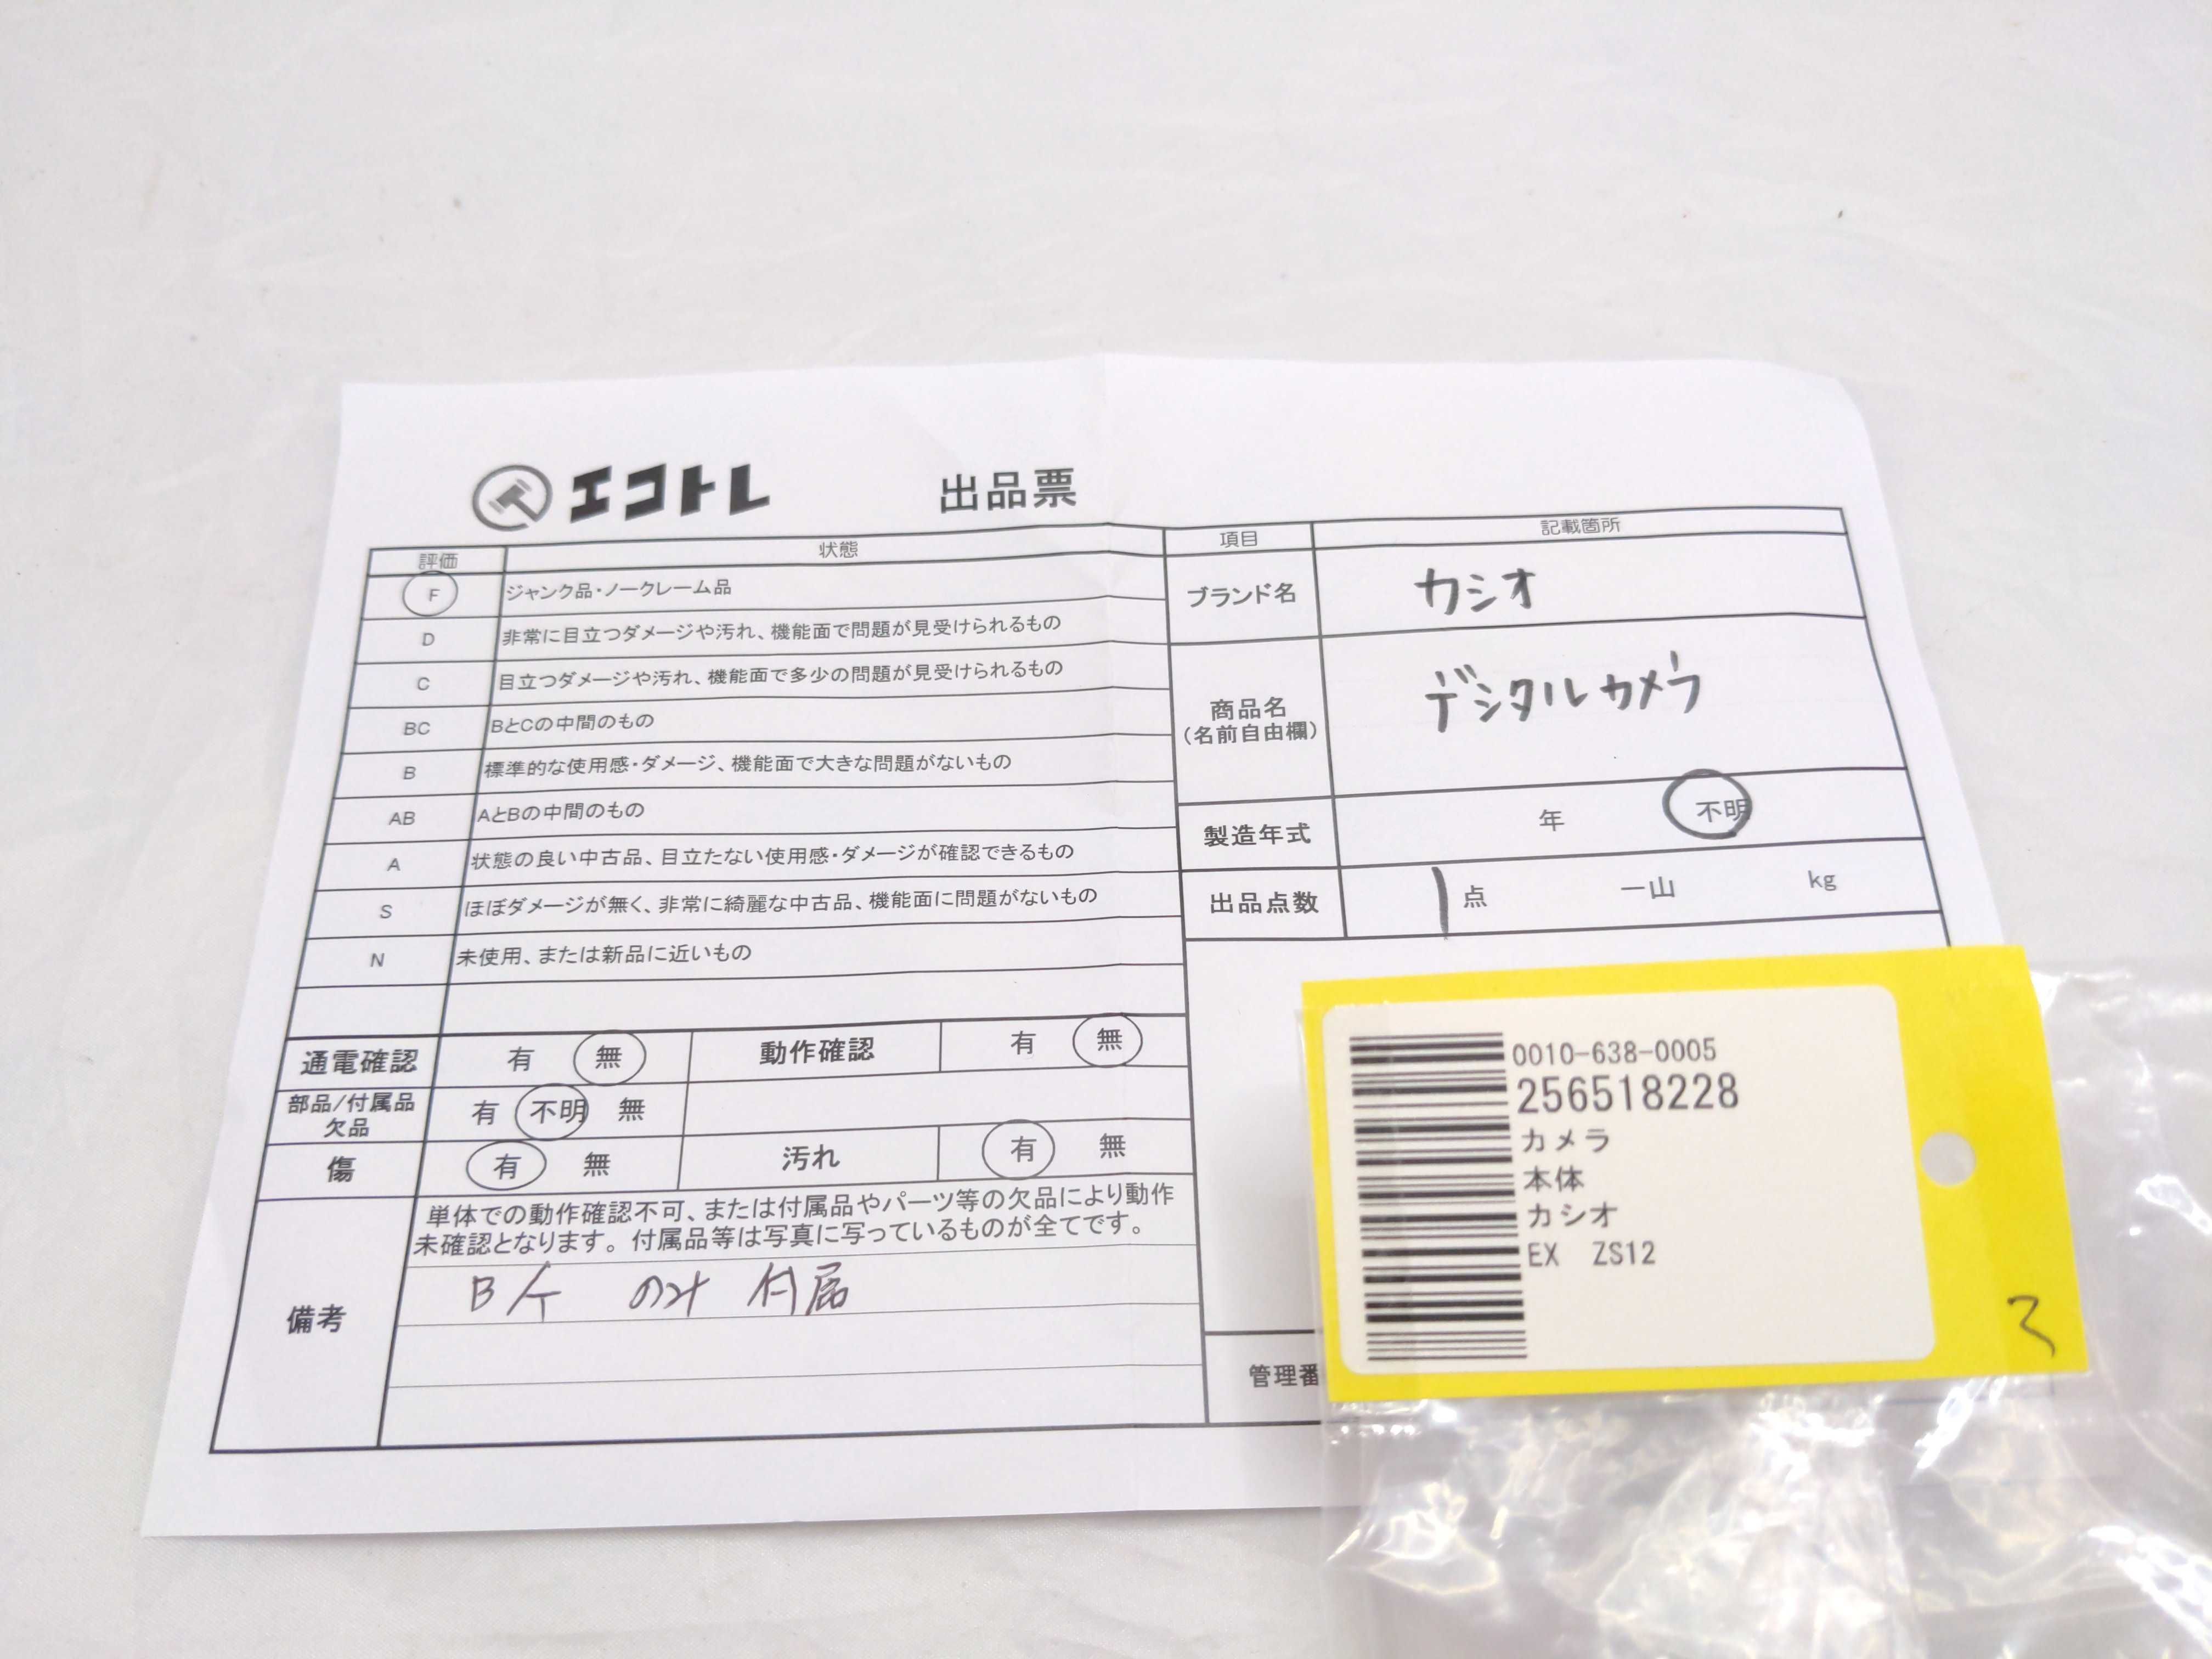 エコトレ 出品票
評価 状態
F ジャンク品・ノークレーム品
D 非常に目立つダメージや汚れ、機能面で問題が見受けられるもの
C 目立つダメージや汚れ、機能面で多少の問題が見受けられるもの
BC BとCの中間のもの
B 標準的な使用感・ダメージ、機能面で大きな問題がないもの
AB AとBの中間のもの
A 状態の良い中古品、目立たない使用感・ダメージが確認できるもの
S ほぼダメージが無く、非常に綺麗な中古品、機能面に問題がないもの
N 未使用、または新品に近いもの
通電確認 有 無 動作確認 有 無
部品/付属品
欠品 有 不明 無
傷 有 無 汚れ 有 無
備考
単体での動作確認不可、または付属品やパーツ等の欠品により動作
未確認となります。付属品等は写真に写っているものが全てです。
のみ 付属
項目 記載箇所
ブランド名 カシオ
商品名
(名前自由欄) デジタルカメラ
製造年式 年 不明
出品点数 1点 一山 kg
管理番
0010-638-0005
256518228
カメラ
本体
カシオ
EX ZS12